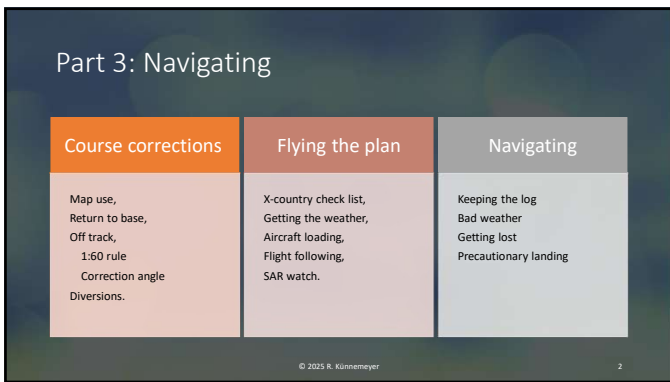 Part 3: Navigating
Course corrections
Map use,
Return to base,
Off track,
1:60 rule
Correction angle
Diversions.
Flying the plan
X-country check list,
Getting the weather,
Aircraft loading,
Flight following,
SAR watch.
Navigating
Keeping the log
Bad weather
Getting lost
Precautionary landing
© 2025 R. Künnemeyer
2